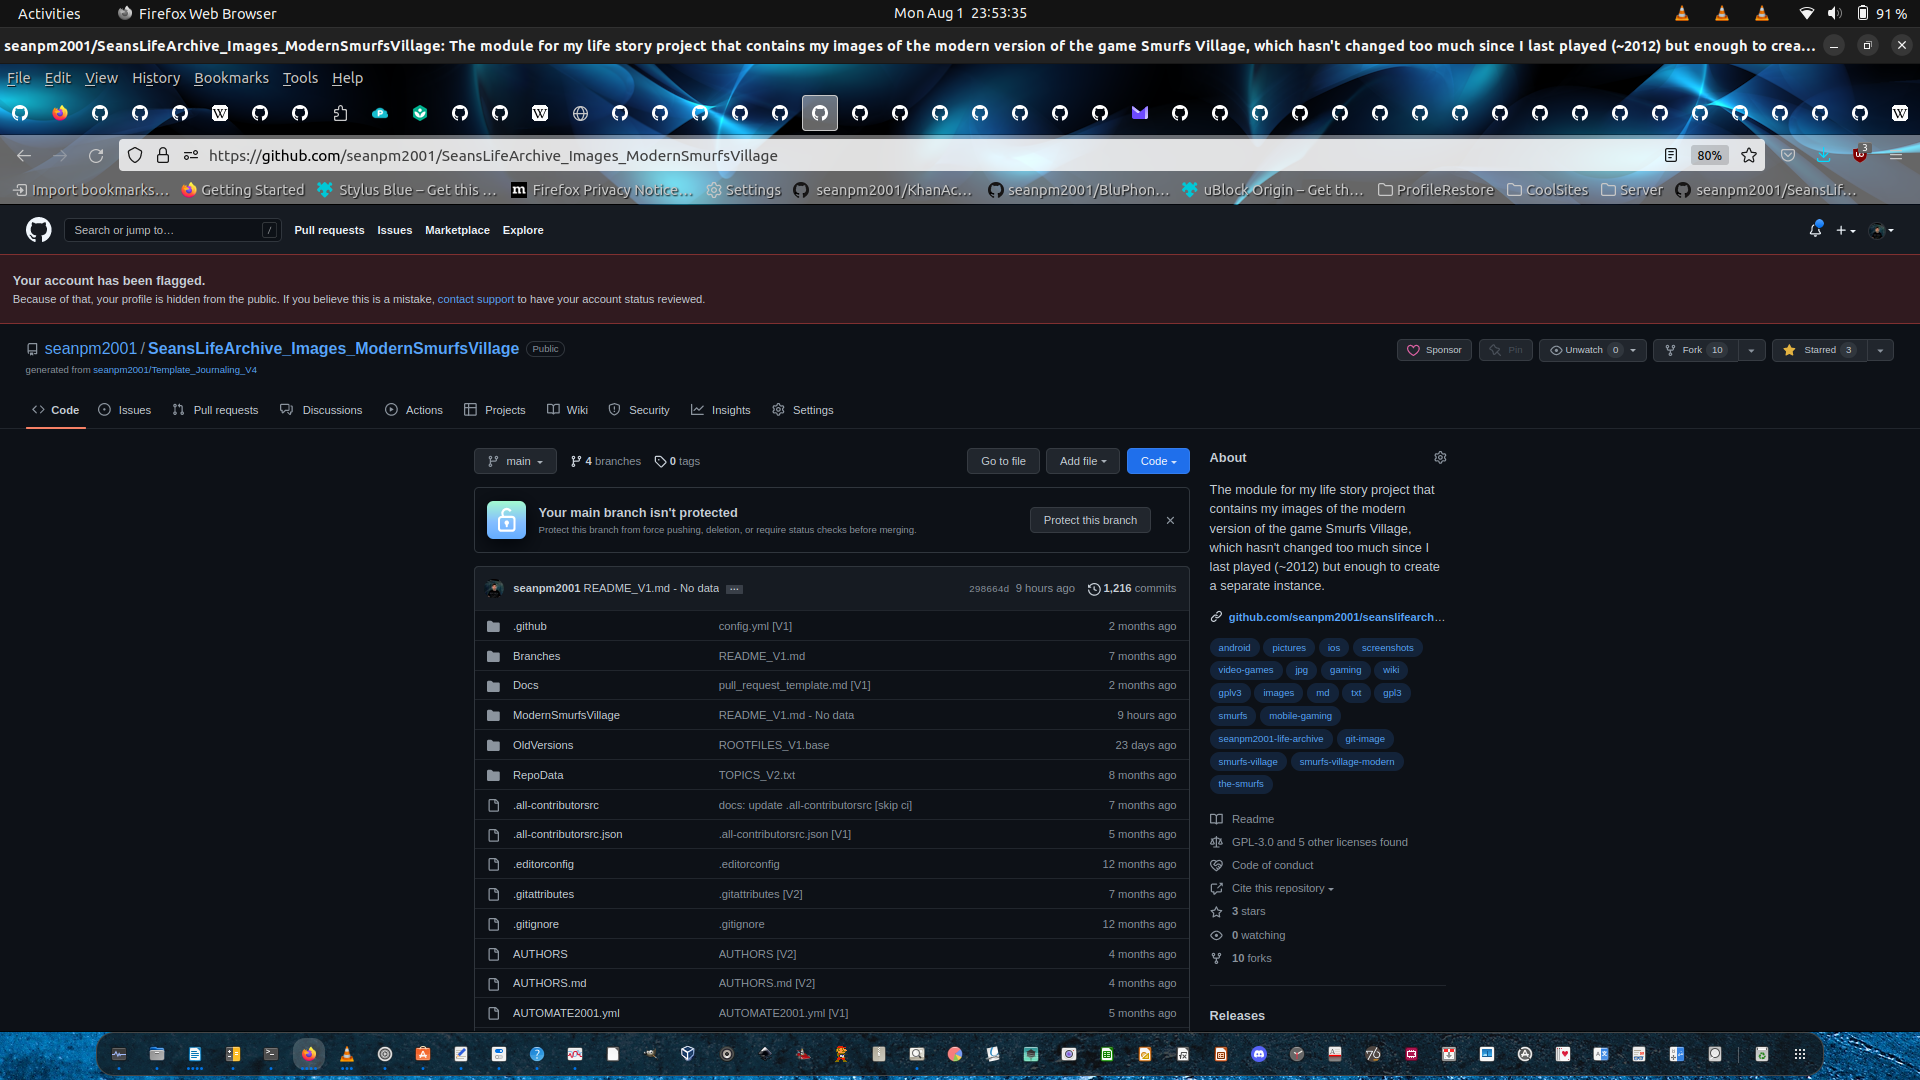 Activities
Firefox Web Browser
Mon Aug 1 23:53:35
91 %
seanpm2001/SeansLifeArchive_Images_ModernSmurfsVillage: The module for my life story project that contains my images of the modern version of the game Smurfs Village, which hasn't changed too much since I last played (~2012) but enough to crea…
File Edit View History Bookmarks Tools Help
https://github.com/seanpm2001/SeansLifeArchive_Images_ModernSmurfsVillage
80%
3
Import bookmarks…
Getting Started
Stylus Blue – Get this …
Firefox Privacy Notice…
Settings
seanpm2001/KhanAc…
seanpm2001/BluPhon…
uBlock Origin – Get th…
ProfileRestore
CoolSites
Server
seanpm2001/SeansLif…
Search or jump to…
/
Pull requests
Issues
Marketplace
Explore
Your account has been flagged.
Because of that, your profile is hidden from the public. If you believe this is a mistake, contact support to have your account status reviewed.
seanpm2001 / SeansLifeArchive_Images_ModernSmurfsVillage
Public
Sponsor
Pin
Unwatch 0
Fork 10
Starred 3
generated from seanpm2001/Template_Journaling_V4
Code
Issues
Pull requests
Discussions
Actions
Projects
Wiki
Security
Insights
Settings
main
4 branches
0 tags
Go to file
Add file
Code
Your main branch isn't protected
Protect this branch from force pushing, deletion, or require status checks before merging.
Protect this branch
seanpm2001 README_V1.md - No data …
298664d 9 hours ago
1,216 commits
.github config.yml [V1] 2 months ago
Branches README_V1.md 7 months ago
Docs pull_request_template.md [V1] 2 months ago
ModernSmurfsVillage README_V1.md - No data 9 hours ago
OldVersions ROOTFILES_V1.base 23 days ago
RepoData TOPICS_V2.txt 8 months ago
.all-contributorsrc docs: update .all-contributorsrc [skip ci] 7 months ago
.all-contributorsrc.json .all-contributorsrc.json [V1] 5 months ago
.editorconfig .editorconfig 12 months ago
.gitattributes .gitattributes [V2] 7 months ago
.gitignore .gitignore 12 months ago
AUTHORS AUTHORS [V2] 4 months ago
AUTHORS.md AUTHORS.md [V2] 4 months ago
AUTOMATE2001.yml AUTOMATE2001.yml [V1] 5 months ago
About
The module for my life story project that
contains my images of the modern
version of the game Smurfs Village,
which hasn't changed too much since I
last played (~2012) but enough to create
a separate instance.
github.com/seanpm2001/seanslifearch…
android pictures ios screenshots
video-games jpg gaming wiki
gplv3 images md txt gpl3
smurfs mobile-gaming
seanpm2001-life-archive git-image
smurfs-village smurfs-village-modern
the-smurfs
Readme
GPL-3.0 and 5 other licenses found
Code of conduct
Cite this repository
3 stars
0 watching
10 forks
Releases